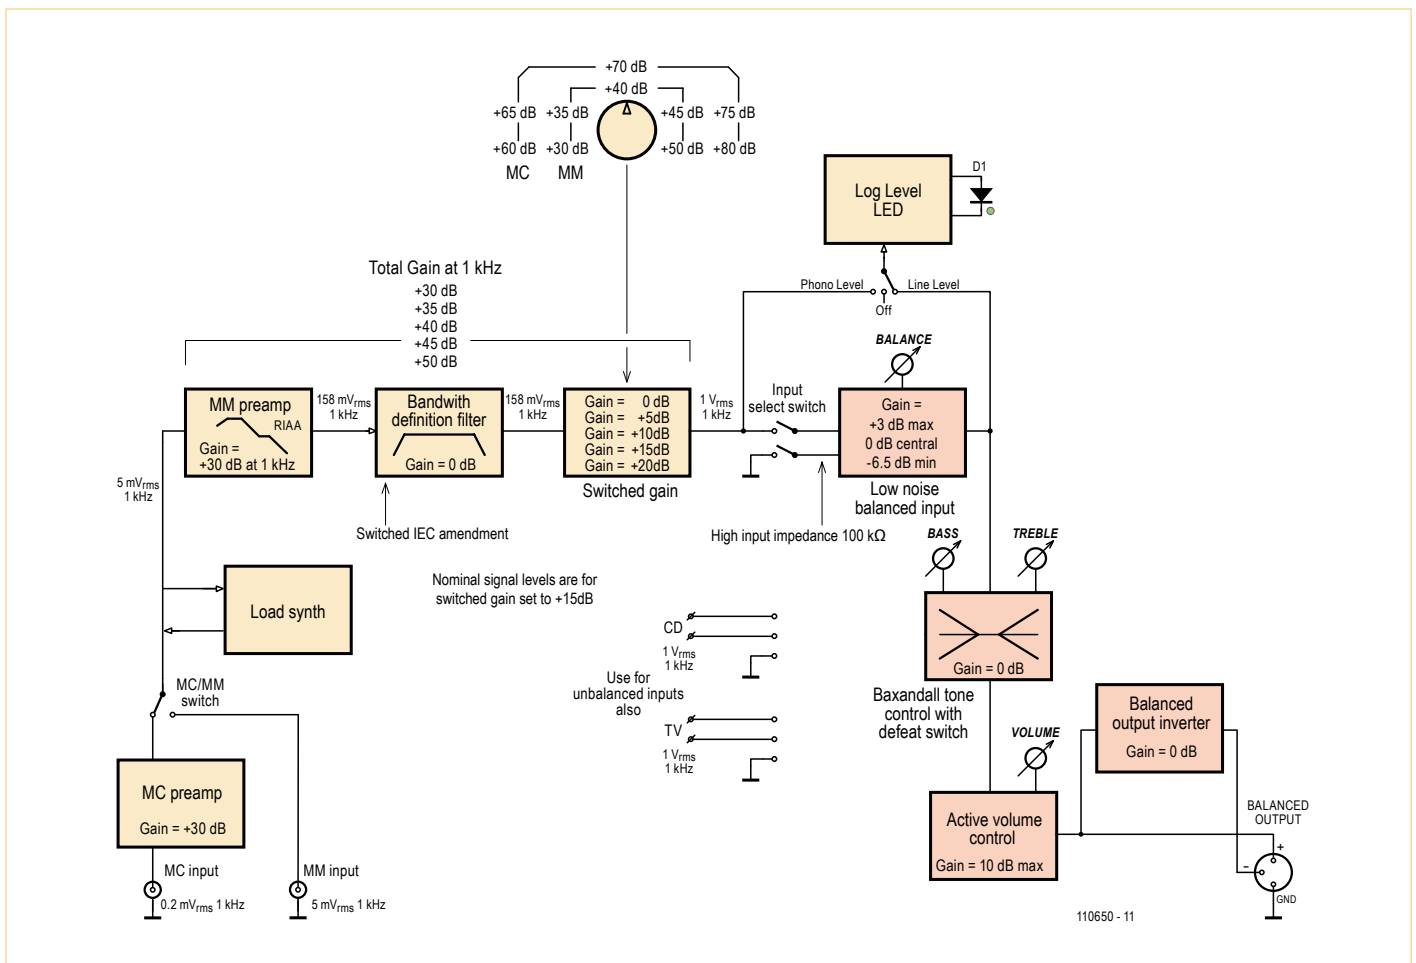 +70 dB
+40 dB
+65 dB
+35 dB
+45 dB
+75 dB
+60 dB
+30 dB
+50 dB
+80 dB
MC
MM
Log Level
LED
D1
Phono Level
Line Level
Off
Total Gain at 1 kHz
+30 dB
+35 dB
+40 dB
+45 dB
+50 dB
BALANCE
MM preamp
RIAA
Gain =
+30 dB at 1 kHz
158 mVrms
1 kHz
Bandwith
definition filter
Gain = 0 dB
158 mVrms
1 kHz
Gain = 0 dB
Gain = +5dB
Gain = +10dB
Gain = +15dB
Gain = +20dB
Switched gain
1 Vrms
1 kHz
Input
select switch
Gain =
+3 dB max
0 dB central
-6.5 dB min
Low noise
balanced input
5 mVrms
1 kHz
Switched IEC amendment
High input impedance 100 kΩ
BASS
TREBLE
Nominal signal levels are for
switched gain set to +15dB
Load synth
CD
1 Vrms
1 kHz
Use for
unbalanced inputs
also
TV
1 Vrms
1 kHz
Gain = 0 dB
Baxandall tone
control with
defeat switch
MC/MM
switch
VOLUME
Balanced
output inverter
Gain = 0 dB
MC preamp
Gain = +30 dB
Active volume
control
Gain = 10 dB max
BALANCED
OUTPUT
+
–
GND
MC input
0.2 mVrms 1 kHz
MM input
5 mVrms 1 kHz
110650 - 11